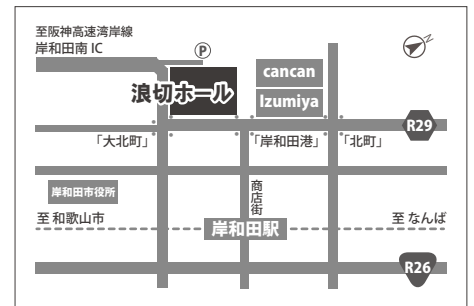 至阪神高速湾岸線
岸和田南 IC
P
Z
cancan
浪切ホール
Izumiya
R29
「大北町」
「岸和田港」
「北町」
岸和田市役所
商店街
至 和歌山市
至 なんば
岸和田駅
R26